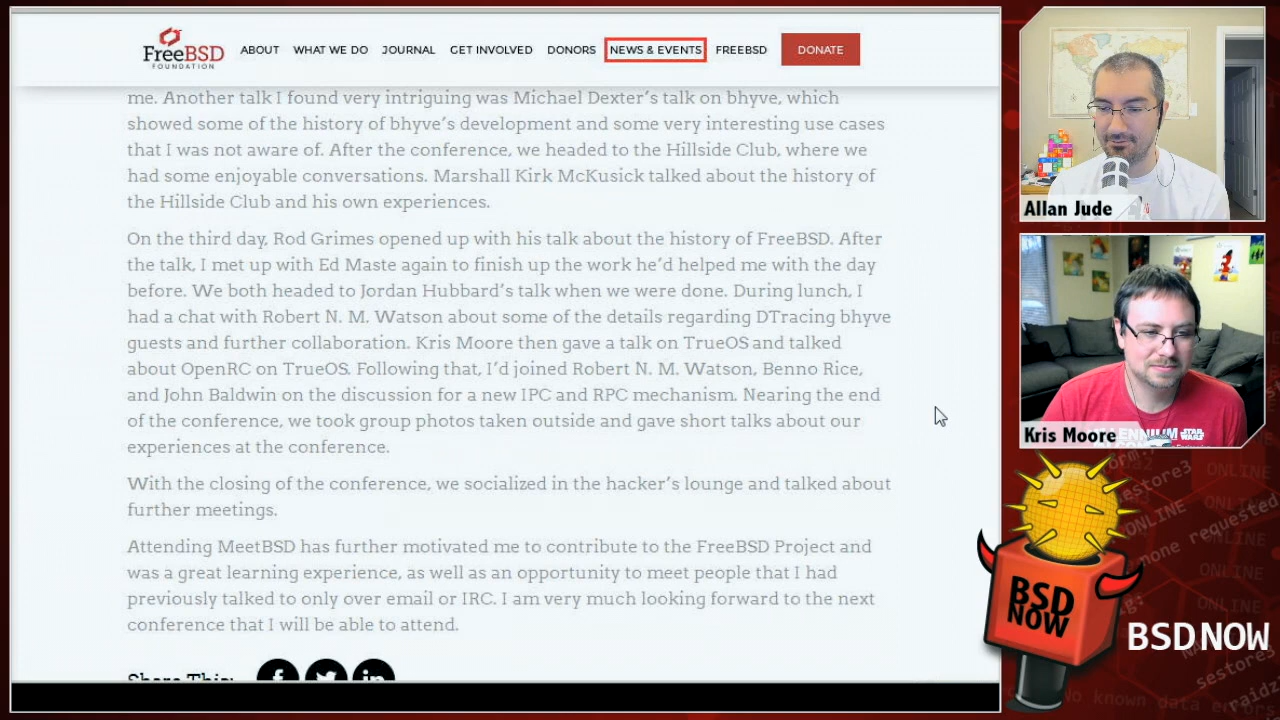 FreeBSD
FOUNDATION
ABOUT
WHAT WE DO
JOURNAL
GET INVOLVED
DONORS
NEWS & EVENTS
FREEBSD
DONATE
me. Another talk I found very intriguing was Michael Dexter's talk on bhyve, which
showed some of the history of bhyve's development and some very interesting use cases
that I was not aware of. After the conference, we headed to the Hillside Club, where we
had some enjoyable conversations. Marshall Kirk McKusick talked about the history of
the Hillside Club and his own experiences.
On the third day, Rod Grimes opened up with his talk about the history of FreeBSD. After
the talk, I met up with Ed Maste again to finish up the work he'd helped me with the day
before. We both headed to Jordan Hubbard's talk when we were done. During lunch, I
had a chat with Robert N. M. Watson about some of the details regarding DTracing bhyve
guests and further collaboration. Kris Moore then gave a talk on TrueOS and talked
about OpenRC on TrueOS. Following that, I'd joined Robert N. M. Watson, Benno Rice,
and John Baldwin on the discussion for a new IPC and RPC mechanism. Nearing the end
of the conference, we took group photos taken outside and gave short talks about our
experiences at the conference.
With the closing of the conference, we socialized in the hacker's lounge and talked about
further meetings.
Attending MeetBSD has further motivated me to contribute to the FreeBSD Project and
was a great learning experience, as well as an opportunity to meet people that I had
previously talked to only over email or IRC. I am very much looking forward to the next
conference that I will be able to attend.
Share This:
Allan Jude
STAR
WARS
Kris Moore
BSD
NOW
BSDNOW
ONLINE
ONLINE
ONLINE
ONLINE
ONLINE
none requested
No known data